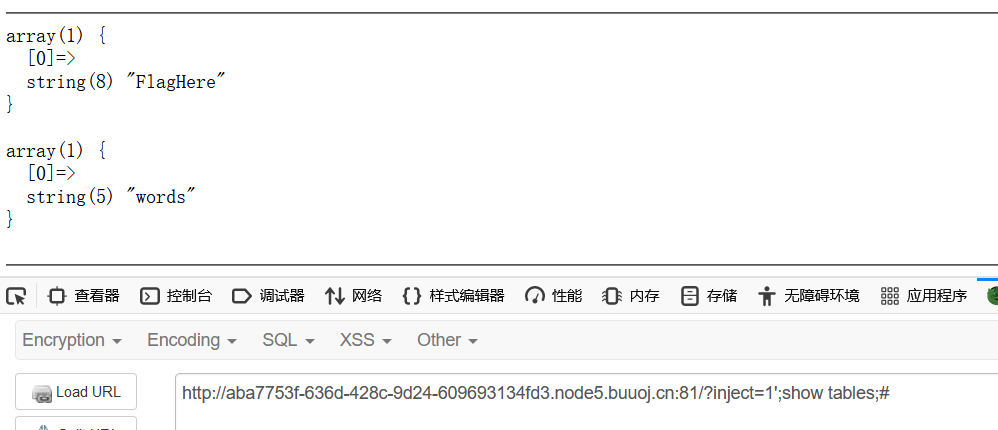 array(1) {
[0]=>
string(8) "FlagHere"
}
array(1) {
[0]=>
string(5) "words"
}
查看器 控制台 调试器 网络 样式编辑器 性能 内存 存储 无障碍环境 应用程序
Encryption Encoding SQL XSS Other
Load URL
http://aba7753f-636d-428c-9d24-609693134fd3.node5.buuoj.cn:81/?inject=1';show tables;#